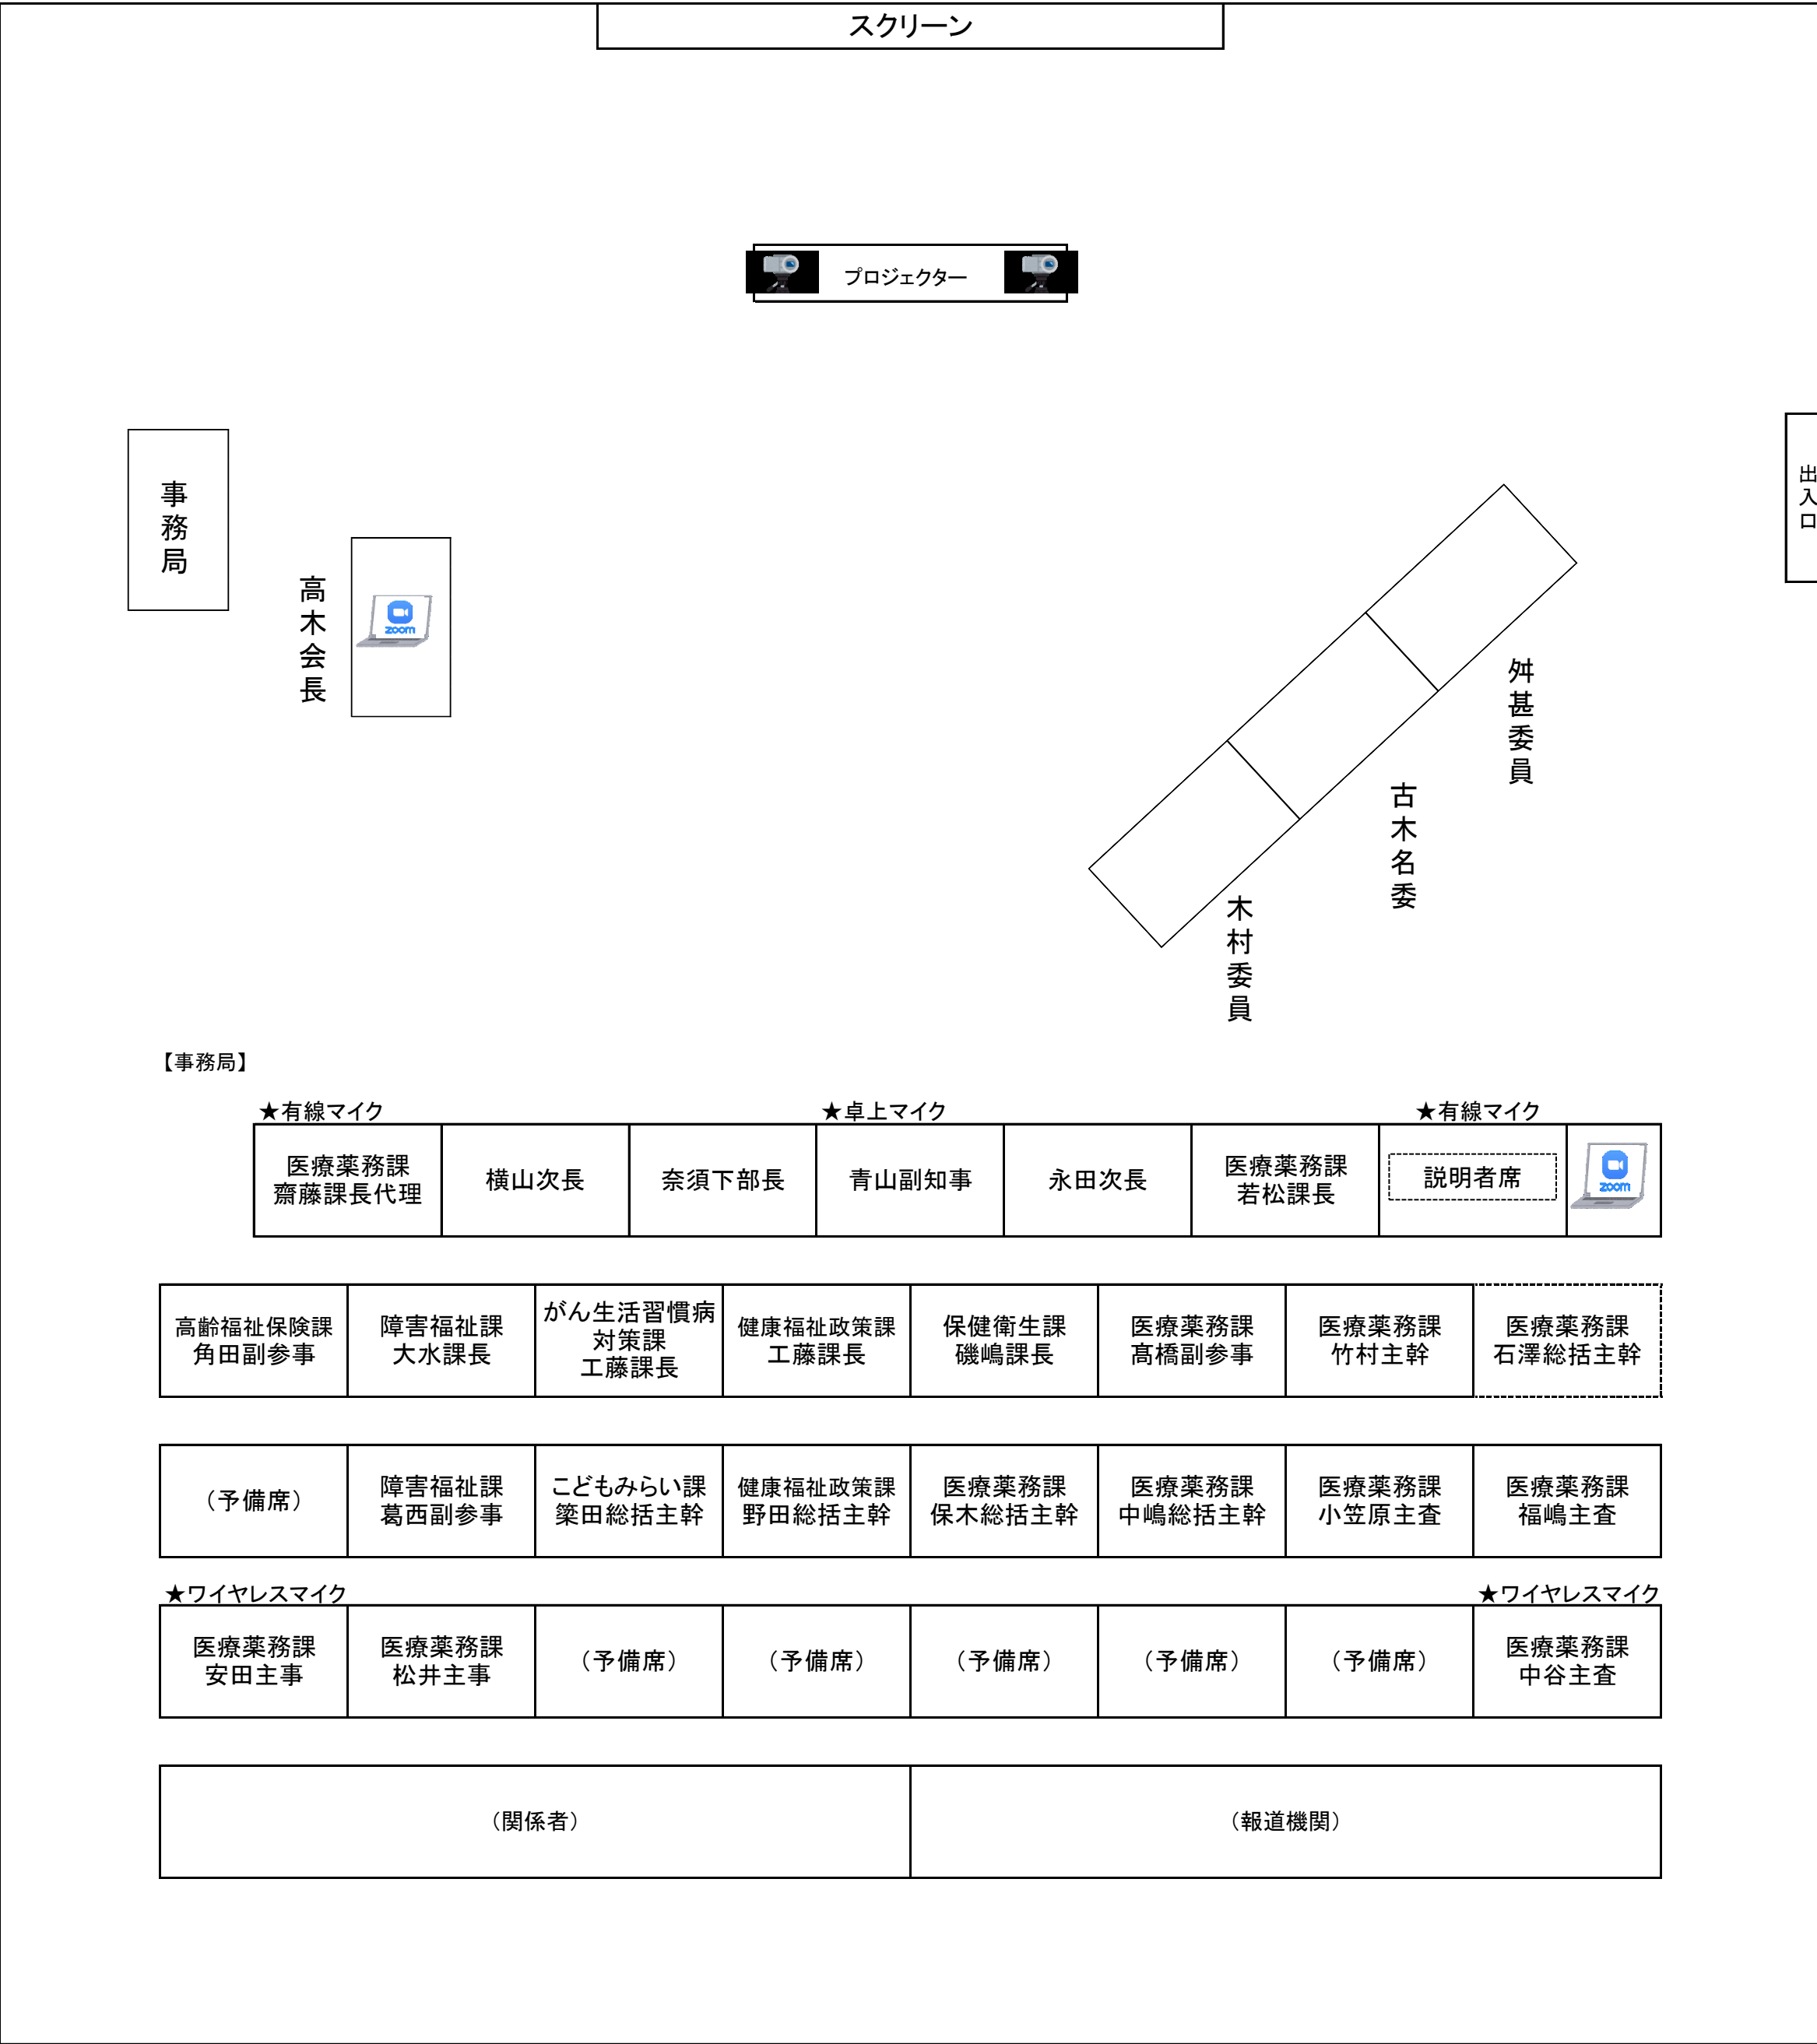 スクリーン
プロジェクター
事務局
出入口
高木会長
zoom
舛甚委員
古木名委
木村委員
【事務局】
★有線マイク
★卓上マイク
★有線マイク
医療薬務課
齋藤課長代理
横山次長
奈須下部長
青山副知事
永田次長
医療薬務課
若松課長
説明者席
zoom
高齢福祉保険課
角田副参事
障害福祉課
大水課長
がん生活習慣病
対策課
工藤課長
健康福祉政策課
工藤課長
保健衛生課
磯嶋課長
医療薬務課
髙橋副参事
医療薬務課
竹村主幹
医療薬務課
石澤総括主幹
（予備席）
障害福祉課
葛西副参事
こどもみらい課
簗田総括主幹
健康福祉政策課
野田総括主幹
医療薬務課
保木総括主幹
医療薬務課
中嶋総括主幹
医療薬務課
小笠原主査
医療薬務課
福嶋主査
★ワイヤレスマイク
★ワイヤレスマイク
医療薬務課
安田主事
医療薬務課
松井主事
（予備席）
（予備席）
（予備席）
（予備席）
（予備席）
医療薬務課
中谷主査
（関係者）
（報道機関）